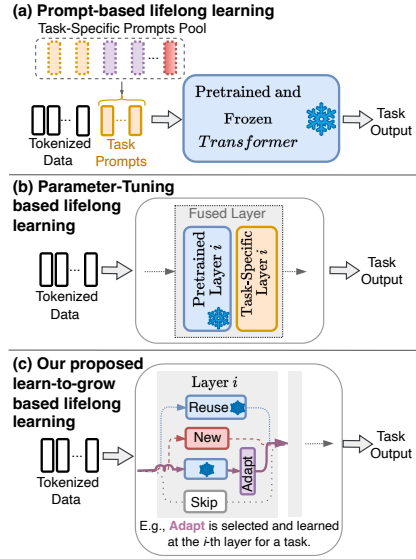 (a) Prompt-based lifelong learning
Task-Specific Prompts Pool
...
Pretrained and
Frozen
Transformer
...
...
Tokenized
Data
Task
Prompts
Task
Output
(b) Parameter-Tuning
based lifelong
learning
Fused Layer
Pretrained
Layer i
Task-Specific
Layer i
...
Tokenized
Data
Task
Output
(c) Our proposed
learn-to-grow
based lifelong
learning
Layer i
Reuse
New
Adapt
Skip
...
Tokenized
Data
Task
Output
E.g., Adapt is selected and learned
at the i-th layer for a task.